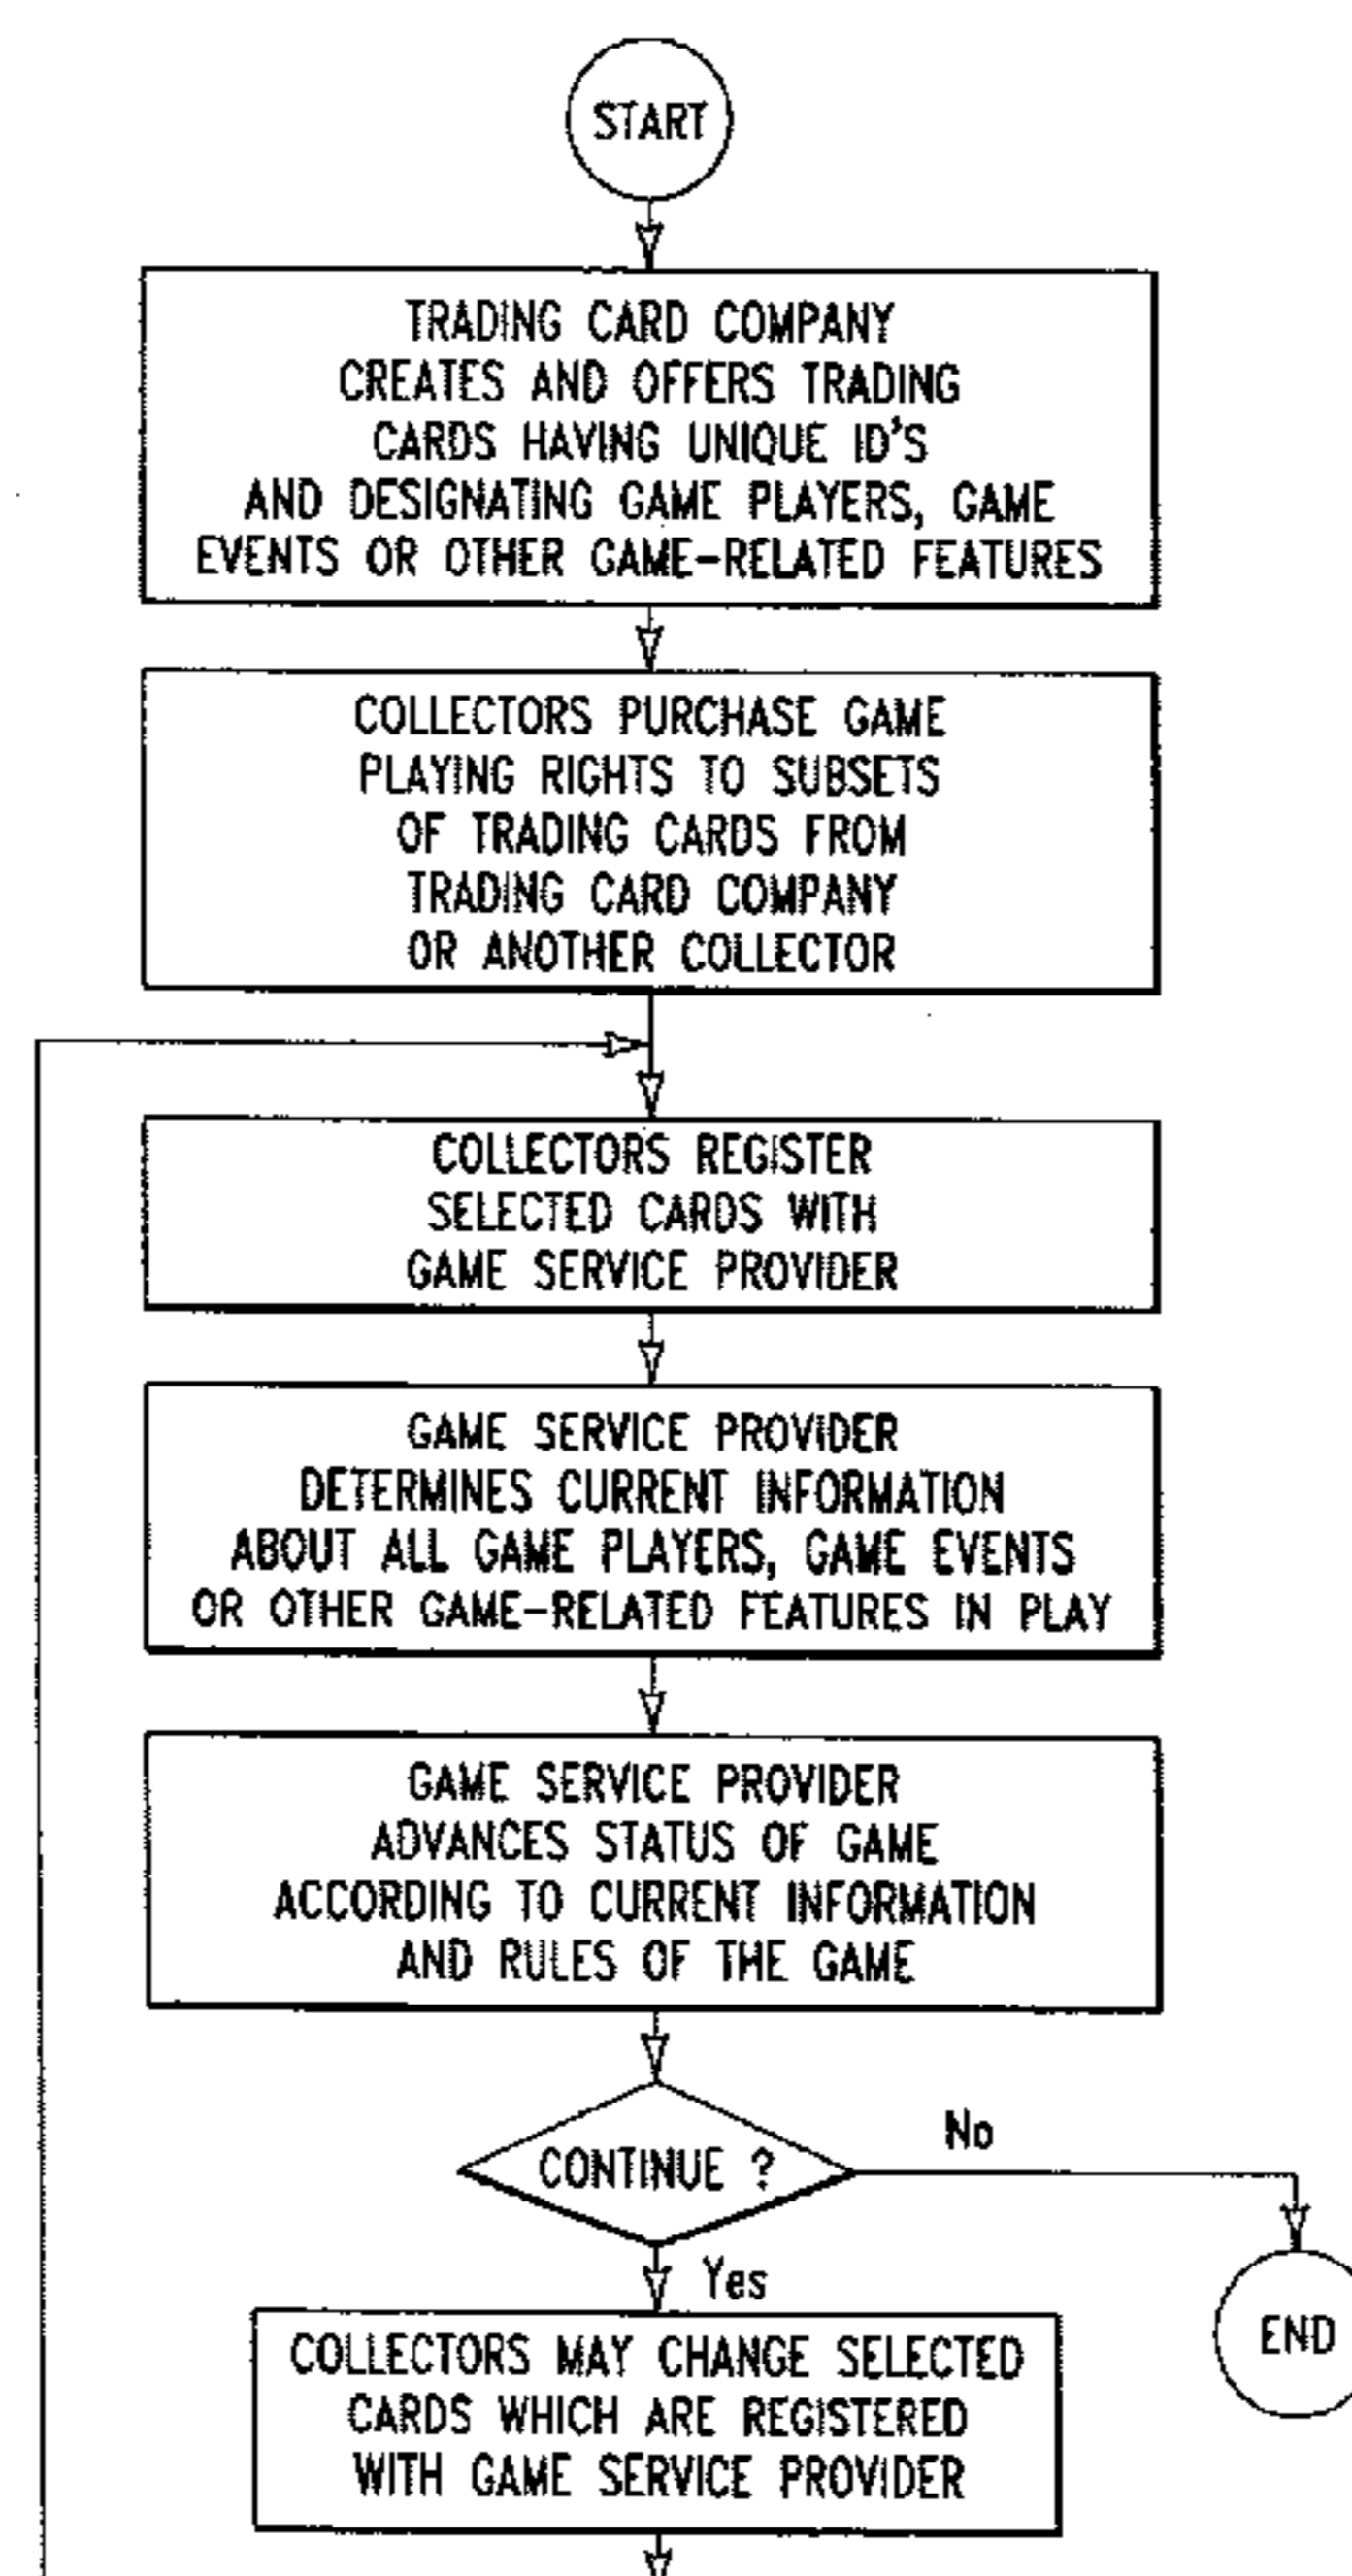 START
TRADING CARD COMPANY
CREATES AND OFFERS TRADING
CARDS HAVING UNIQUE ID'S
AND DESIGNATING GAME PLAYERS, GAME
EVENTS OR OTHER GAME-RELATED FEATURES
COLLECTORS PURCHASE GAME
PLAYING RIGHTS TO SUBSETS
OF TRADING CARDS FROM
TRADING CARD COMPANY
OR ANOTHER COLLECTOR
COLLECTORS REGISTER
SELECTED CARDS WITH
GAME SERVICE PROVIDER
GAME SERVICE PROVIDER
DETERMINES CURRENT INFORMATION
ABOUT ALL GAME PLAYERS, GAME EVENTS
OR OTHER GAME-RELATED FEATURES IN PLAY
GAME SERVICE PROVIDER
ADVANCES STATUS OF GAME
ACCORDING TO CURRENT INFORMATION
AND RULES OF THE GAME
CONTINUE ?
No
Yes
END
COLLECTORS MAY CHANGE SELECTED
CARDS WHICH ARE REGISTERED
WITH GAME SERVICE PROVIDER